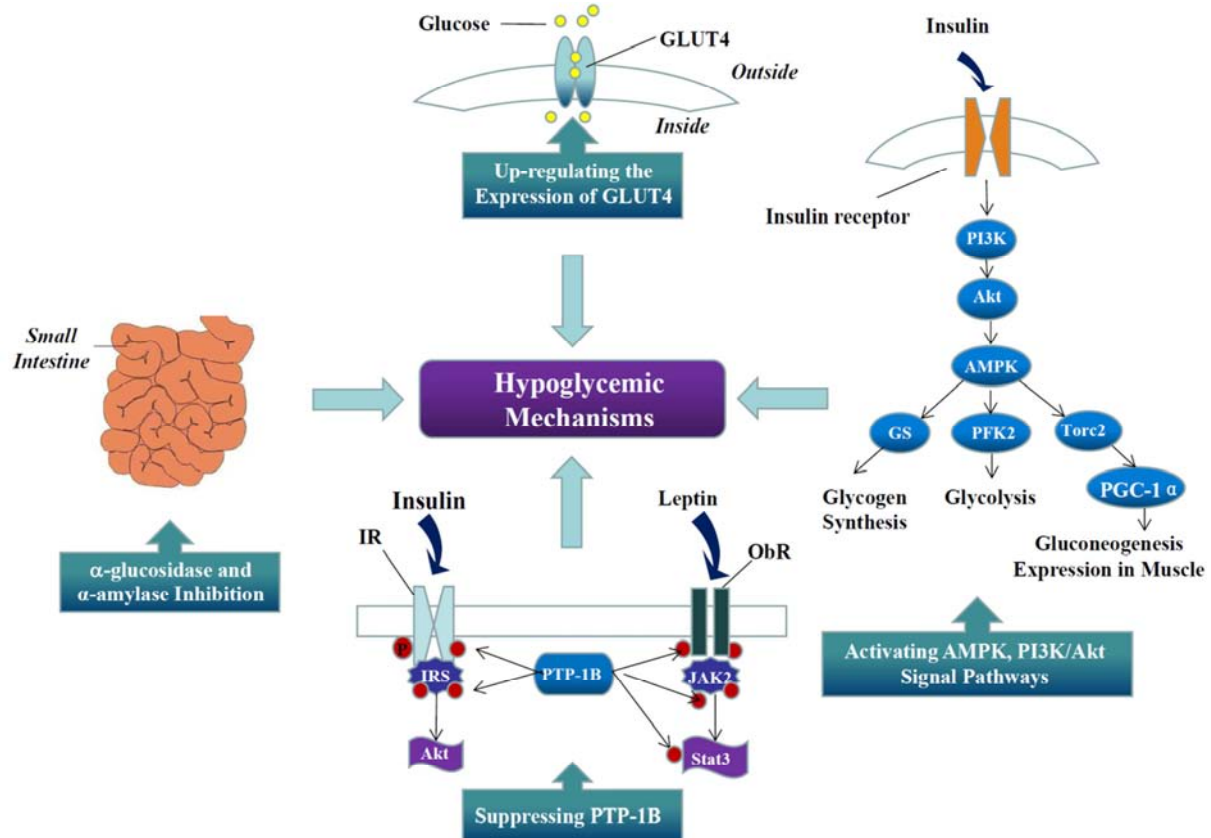 Glucose
GLUT4
Outside
Inside
Up-regulating the
Expression of GLUT4
Insulin
Insulin receptor
PI3K
Akt
AMPK
GS
PFK2
Torc2
PGC-1 α
Glycogen
Synthesis
Glycolysis
Gluconeogenesis
Expression in Muscle
Activating AMPK, PI3K/Akt
Signal Pathways
Small
Intestine
α-glucosidase and
α-amylase Inhibition
Hypoglycemic
Mechanisms
Insulin
IR
P
IRS
Akt
PTP-1B
Leptin
ObR
JAK2
Stat3
Suppressing PTP-1B